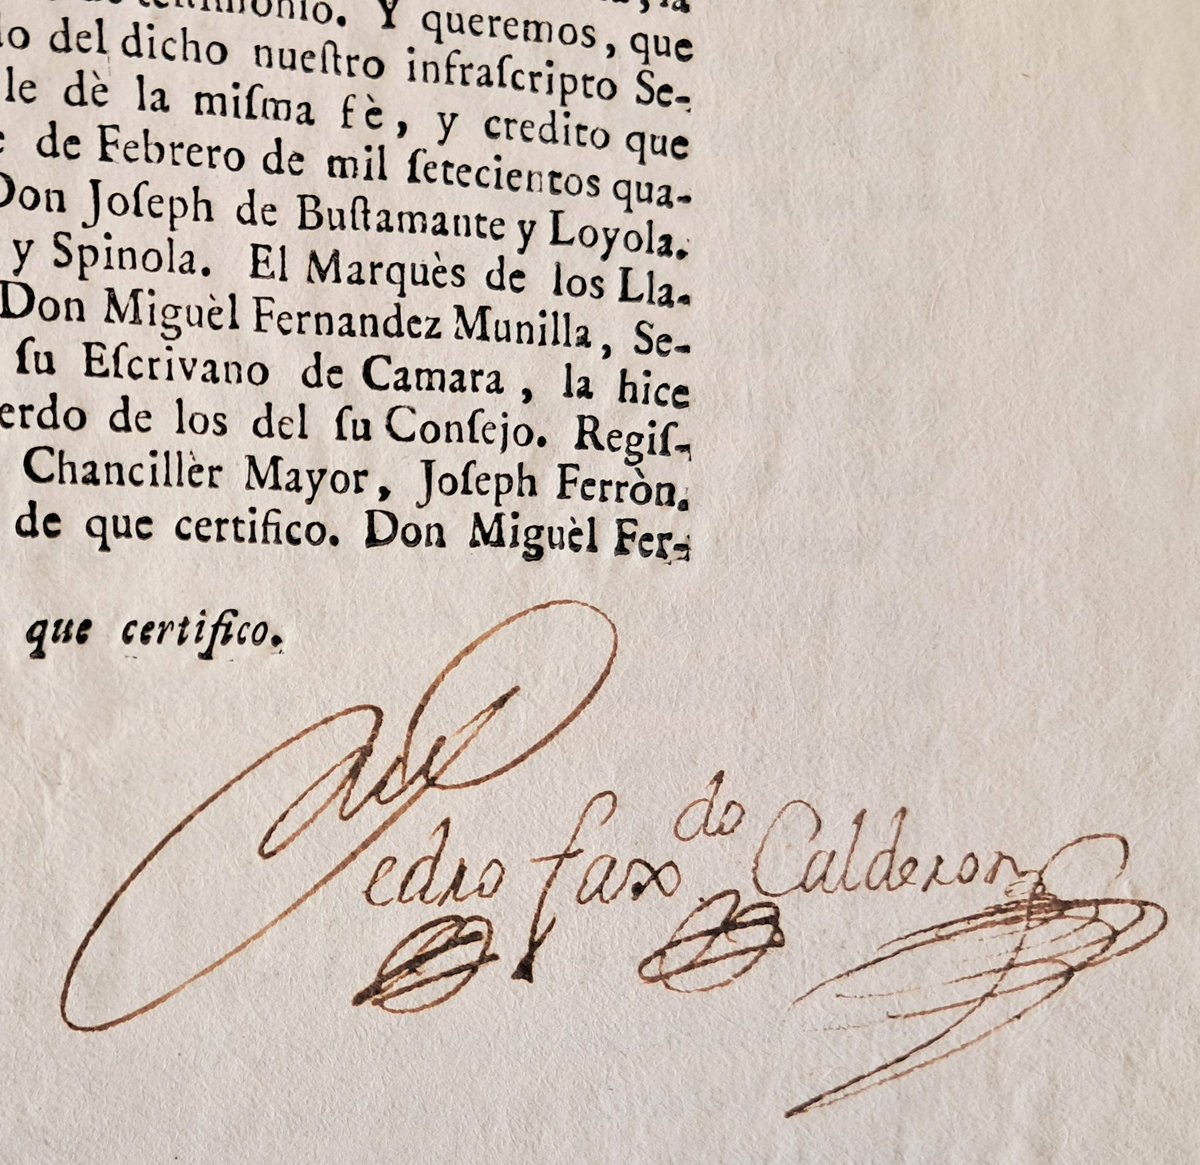 testimonio. Y queremos, que
del dicho nueſtro infraſcripto Se-
le dè la miſma fè, y credito que
de Febrero de mil ſetecientos qua-
Don Joſeph de Buſtamante y Loyola.
y Spinola. El Marquès de los Lla-
Don Miguèl Fernandez Munilla, Se-
ſu Eſcrivano de Camara, la hice
erdo de los del ſu Conſejo. Regiſ-
Chancillèr Mayor, Joſeph Ferròn.
de que certifico. Don Miguèl Fer-
que certifico.
Pedro faxdo Calderon